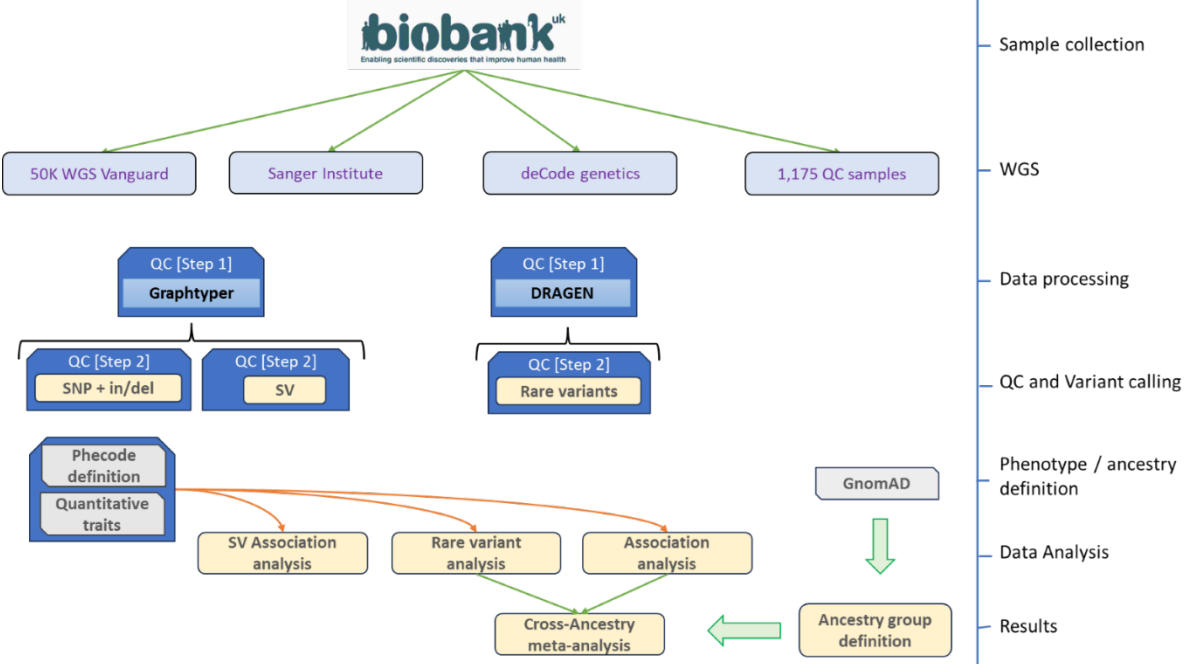 biobank uk
Enabling scientific discoveries that improve human health
Sample collection
50K WGS Vanguard
Sanger Institute
deCode genetics
1,175 QC samples
WGS
QC [Step 1]
Graphtyper
QC [Step 1]
DRAGEN
Data processing
QC [Step 2]
SNP + in/del
QC [Step 2]
SV
QC [Step 2]
Rare variants
QC and Variant calling
Phecode
definition
Quantitative
traits
GnomAD
Phenotype / ancestry
definition
SV Association
analysis
Rare variant
analysis
Association
analysis
Data Analysis
Cross-Ancestry
meta-analysis
Ancestry group
definition
Results